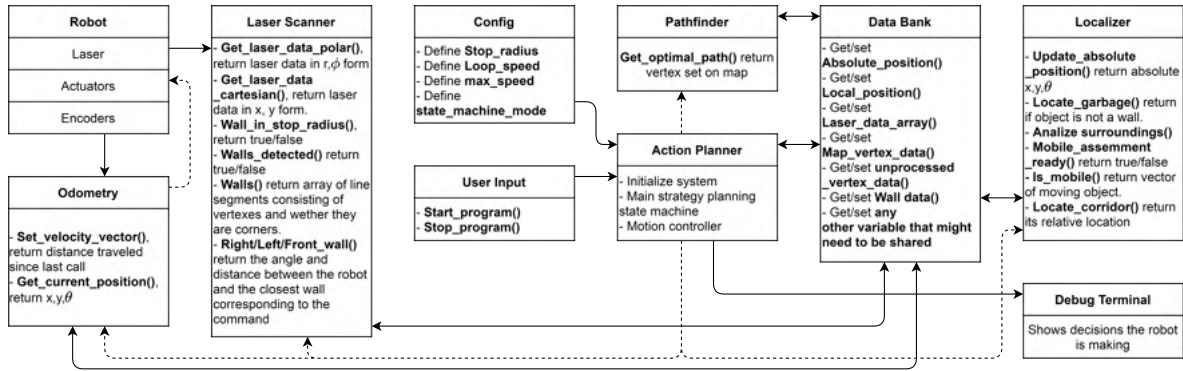 Robot
Laser
Actuators
Encoders
Odometry
- Set_velocity_vector(),
return distance traveled
since last call
- Get_current_position(),
return x,y,θ
Laser Scanner
- Get_laser_data_polar(),
return laser data in r,ϕ form
- Get_laser_data
_cartesian(), return laser
data in x, y form.
- Wall_in_stop_radius(),
return true/false
- Walls_detected() return
true/false
- Walls() return array of line
segments consisting of
vertexes and wether they
are corners.
- Right/Left/Front_wall()
return the angle and
distance between the robot
and the closest wall
corresponding to the
command
Config
- Define Stop_radius
- Define Loop_speed
- Define max_speed
- Define
state_machine_mode
User Input
- Start_program()
- Stop_program()
Pathfinder
Get_optimal_path() return
vertex set on map
Action Planner
- Initialize system
- Main strategy planning
state machine
- Motion controller
Data Bank
- Get/set
Absolute_position()
- Get/set
Local_position()
- Get/set
Laser_data_array()
- Get/set
Map_vertex_data()
- Get/set unprocessed
_vertex_data()
- Get/set Wall data()
- Get/set any
other variable that might
need to be shared
Localizer
- Update_absolute
_position() return absolute
x,y,θ
- Locate_garbage() return
if object is not a wall.
- Analize surroundings()
- Mobile_assemment
_ready() return true/false
- Is_mobile() return vector
of moving object.
- Locate_corridor() return
its relative location
Debug Terminal
Shows decisions the robot
is making